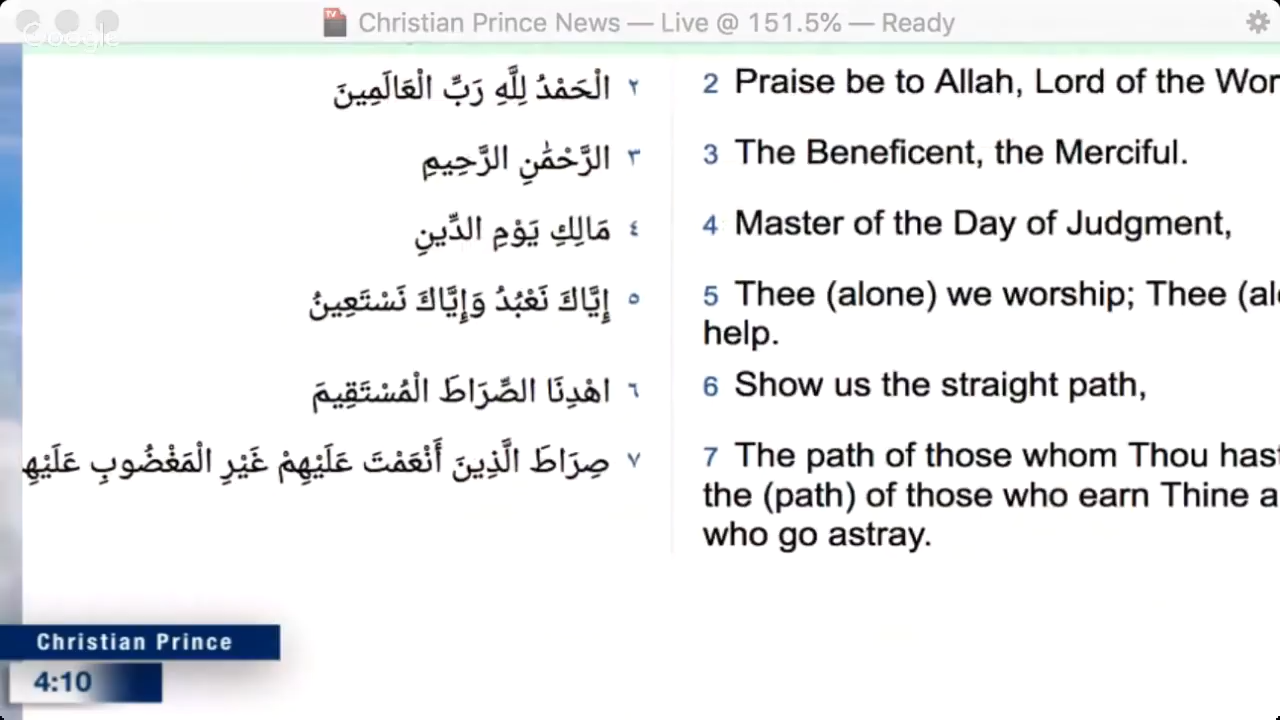 Christian Prince News — Live @ 151.5% — Ready
Google
الْحَمْدُ لِلَّهِ رَبِّ الْعَالَمِينَ ٢
الرَّحْمَٰنِ الرَّحِيمِ ٣
مَالِكِ يَوْمِ الدِّينِ ٤
إِيَّاكَ نَعْبُدُ وَإِيَّاكَ نَسْتَعِينُ ٥
اهْدِنَا الصِّرَاطَ الْمُسْتَقِيمَ ٦
صِرَاطَ الَّذِينَ أَنْعَمْتَ عَلَيْهِمْ غَيْرِ الْمَغْضُوبِ ٧
2 Praise be to Allah, Lord of the
3 The Beneficent, the Merciful.
4 Master of the Day of Judgment,
5 Thee (alone) we worship; Thee
help.
6 Show us the straight path,
7 The path of those whom Thou
the (path) of those who earn Thine
who go astray.
Christian Prince
4:10